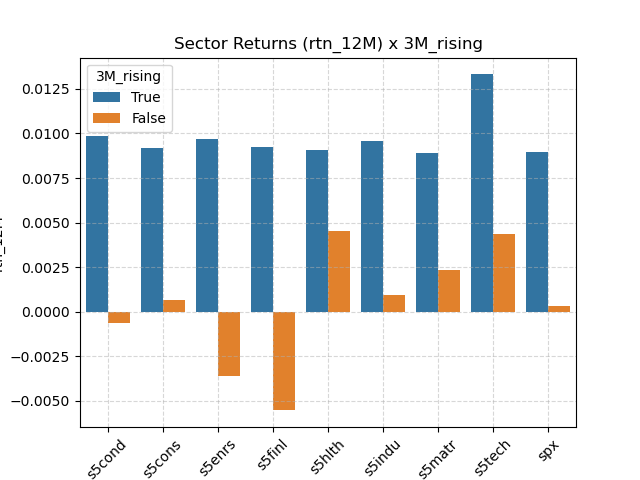 Sector Returns (rtn_12M) x 3M_rising
3M_rising
True
False
0.0125
0.0100
0.0075
0.0050
0.0025
0.0000
−0.0025
−0.0050
s5cond
s5cons
s5enrs
s5finl
s5hlth
s5indu
s5matr
s5tech
spx